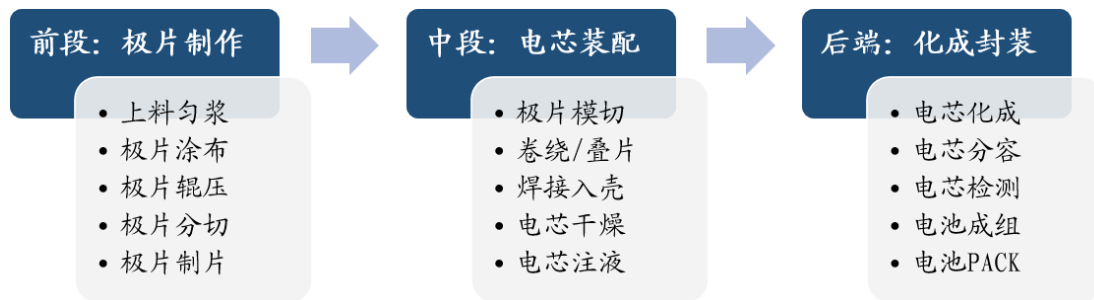 前段：极片制作
• 上料匀浆
• 极片涂布
• 极片辊压
• 极片分切
• 极片制片
中段：电芯装配
• 极片模切
• 卷绕/叠片
• 焊接入壳
• 电芯干燥
• 电芯注液
后端：化成封装
• 电芯化成
• 电芯分容
• 电芯检测
• 电池成组
• 电池PACK